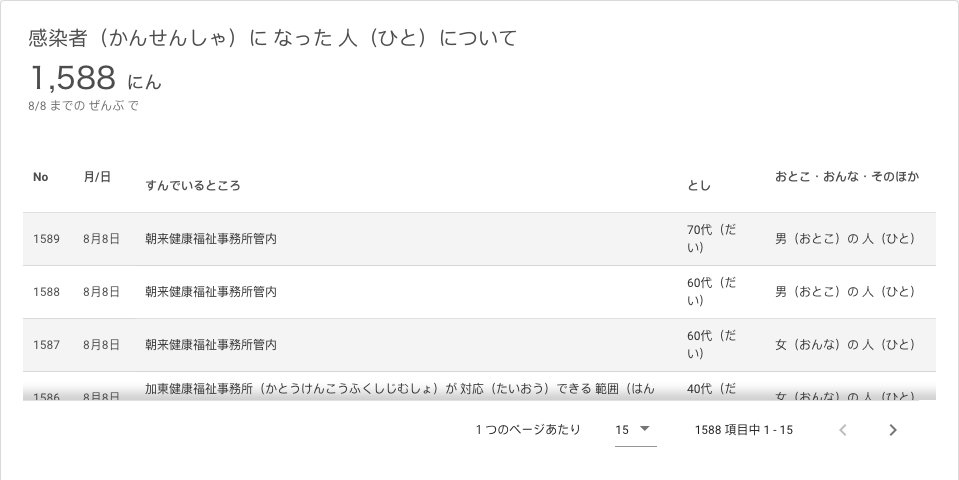 感染者（かんせんしゃ）に なった 人（ひと）について
1,588 にん
8/8 までの ぜんぶ で
No 月/日 すんでいるところ とし おとこ・おんな・そのほか
1589 8月8日 朝来健康福祉事務所管内 70代（だい） 男（おとこ）の 人（ひと）
1588 8月8日 朝来健康福祉事務所管内 60代（だい） 男（おとこ）の 人（ひと）
1587 8月8日 朝来健康福祉事務所管内 60代（だい） 女（おんな）の 人（ひと）
1586 8月8日 加東健康福祉事務所（かとうけんこうふくしじむしょ）が 対応（たいおう）できる 範囲（はん 40代（だ 女（おんな）の 人（ひと）
1 つのページあたり 15 1588 項目中 1 - 15